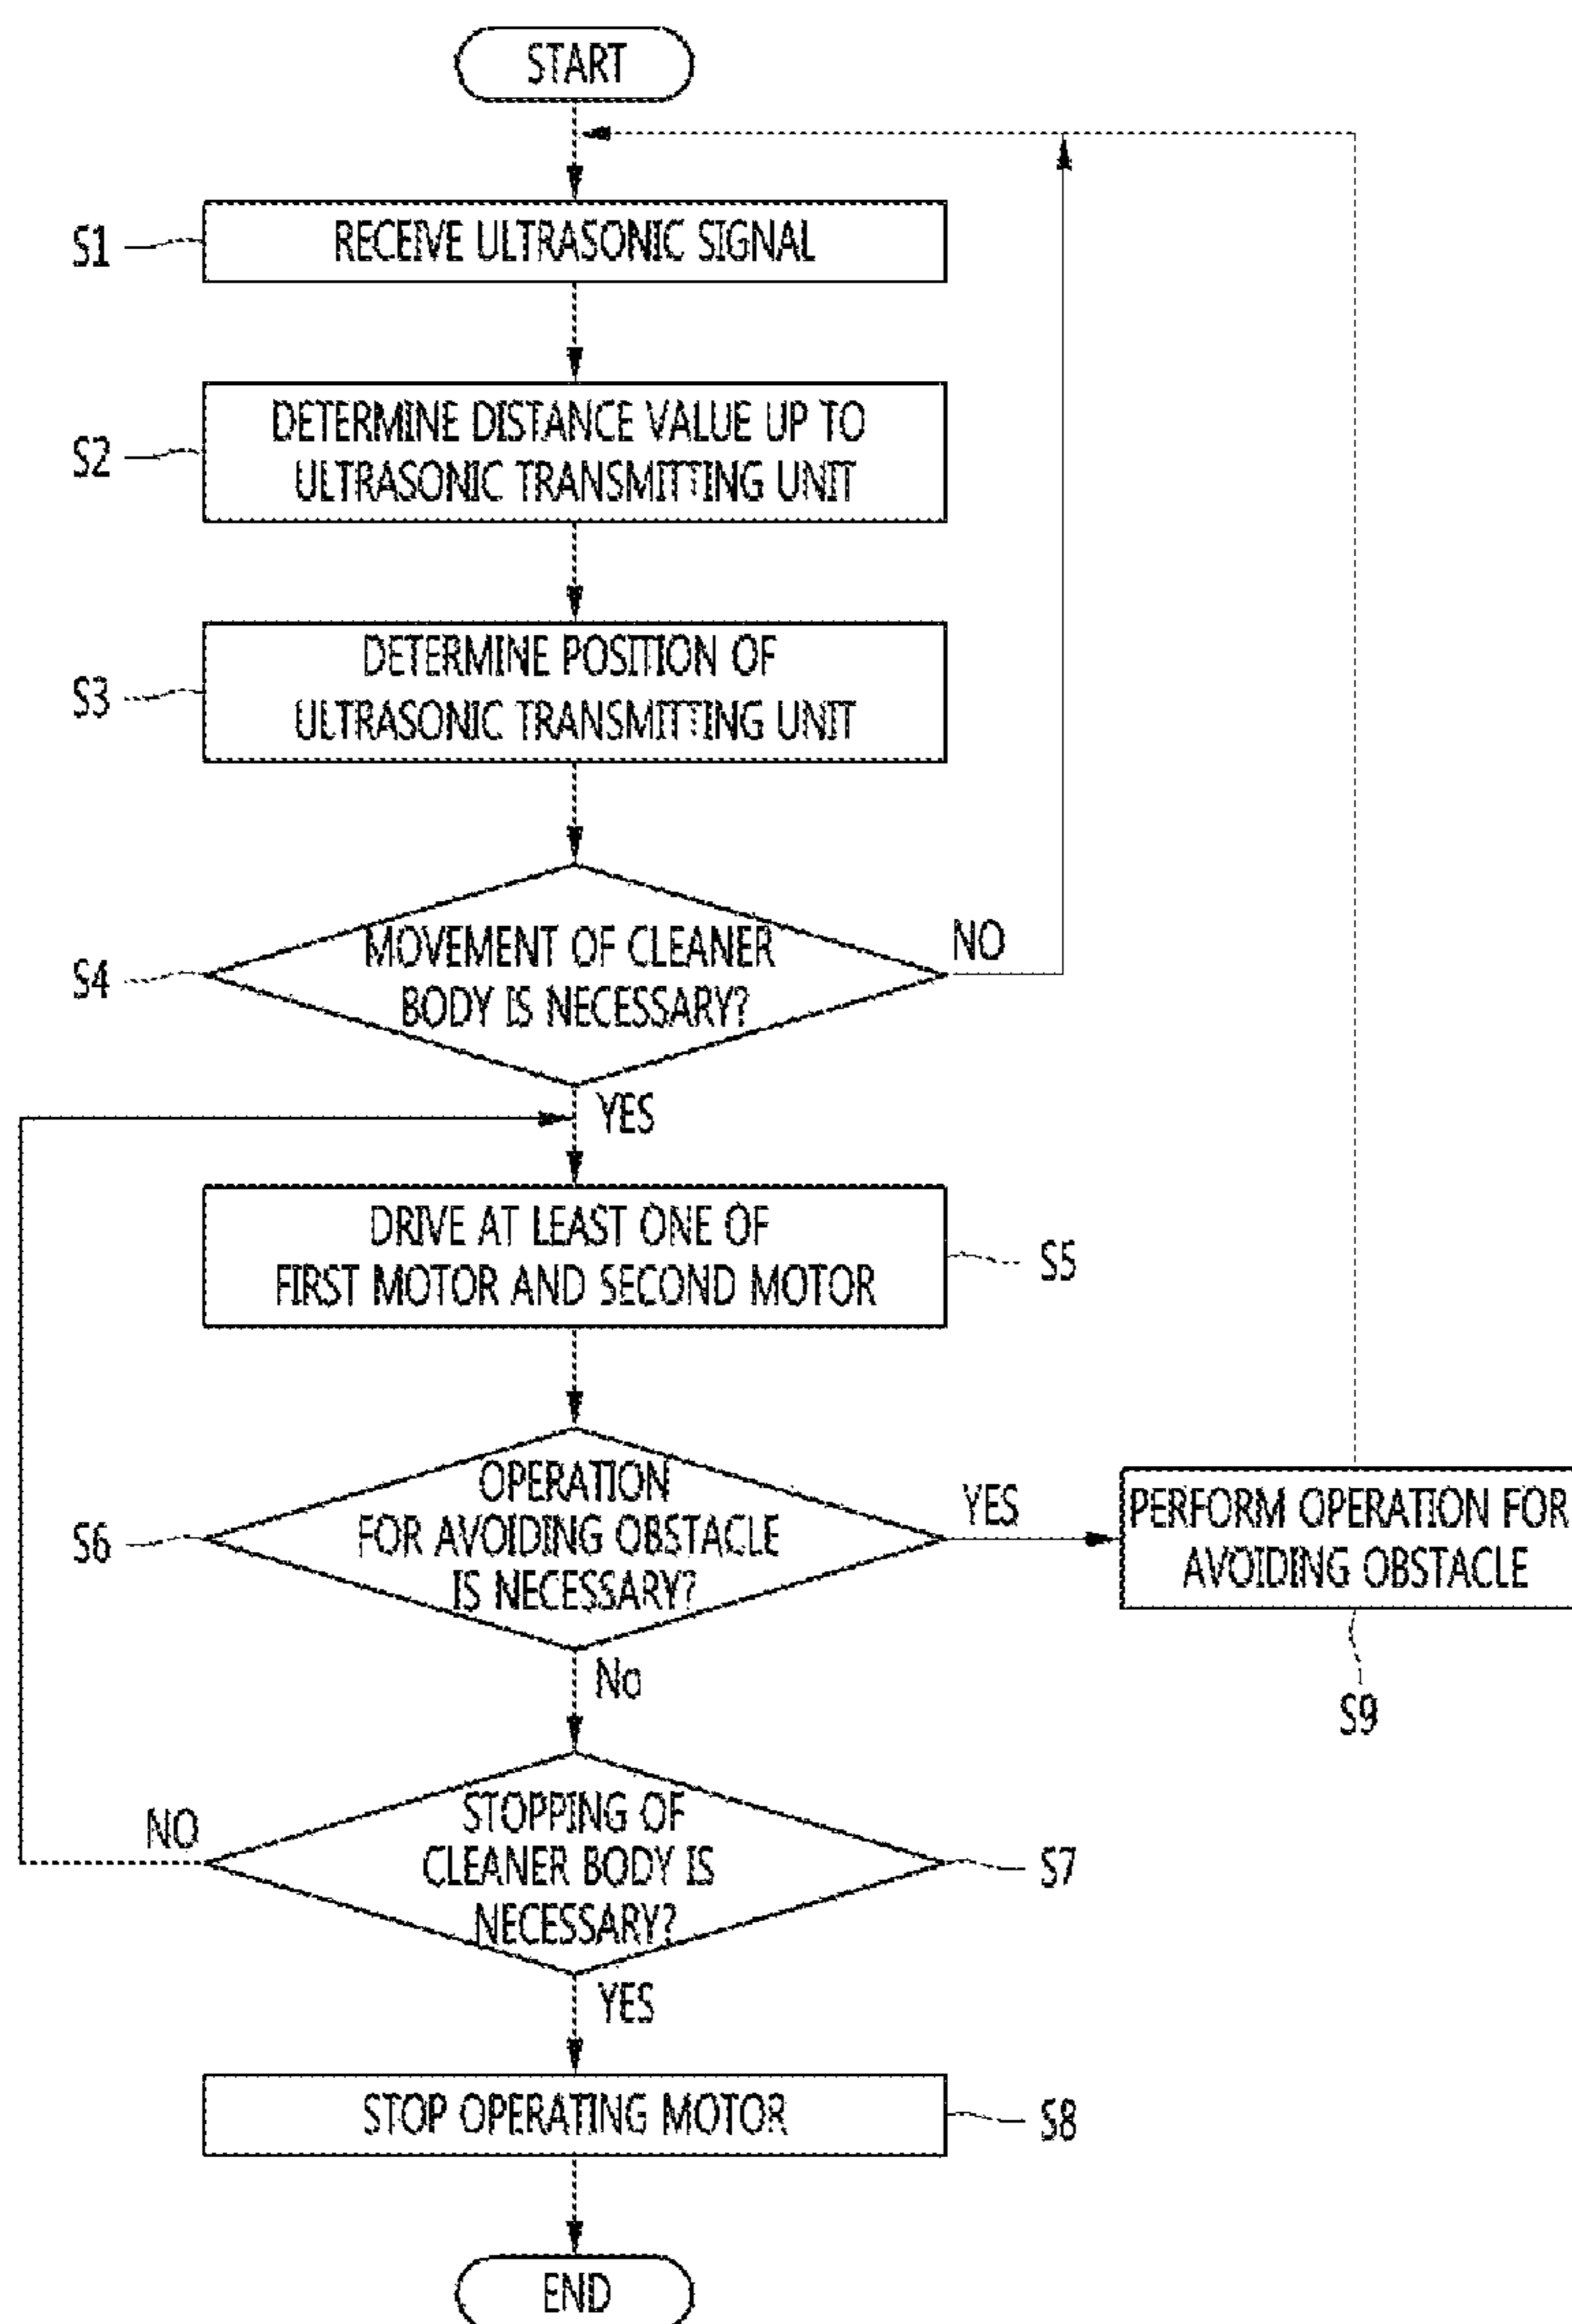 START
S1
RECEIVE ULTRASONIC SIGNAL
S2
DETERMINE DISTANCE VALUE UP TO
ULTRASONIC TRANSMITTING UNIT
S3
DETERMINE POSITION OF
ULTRASONIC TRANSMITTING UNIT
S4
MOVEMENT OF CLEANER
BODY IS NECESSARY?
NO
YES
DRIVE AT LEAST ONE OF
FIRST MOTOR AND SECOND MOTOR
S5
S6
OPERATION
FOR AVOIDING OBSTACLE
IS NECESSARY?
YES
PERFORM OPERATION FOR
AVOIDING OBSTACLE
S9
No
STOPPING OF
CLEANER BODY IS
NECESSARY?
NO
S7
YES
STOP OPERATING MOTOR
S8
END